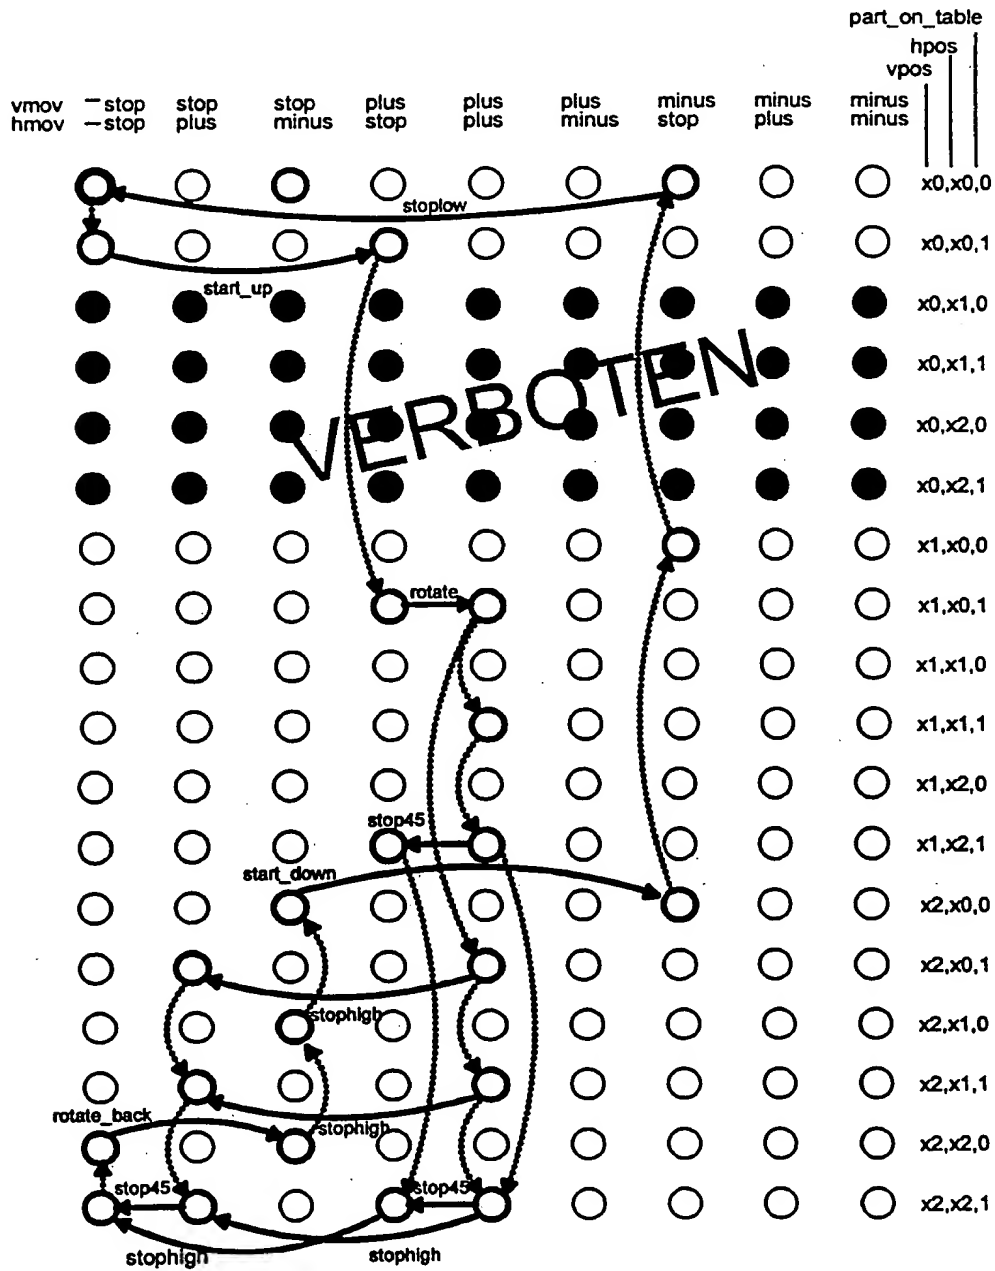 part_on_table
hpos
vpos
vmov stop stop stop plus plus plus minus minus minus
hmov stop plus minus stop plus minus stop plus minus
x0,x0,0
stoplow
x0,x0,1
start_up
x0,x1,0
x0,x1,1
VERBOTEN
x0,x2,0
x0,x2,1
x1,x0,0
rotate
x1,x0,1
x1,x1,0
x1,x1,1
x1,x2,0
stop45
x1,x2,1
start_down
x2,x0,0
x2,x0,1
stophigh
x2,x1,0
x2,x1,1
rotate_back
stophigh
x2,x2,0
stop45 stop45
x2,x2,1
stophigh stophigh